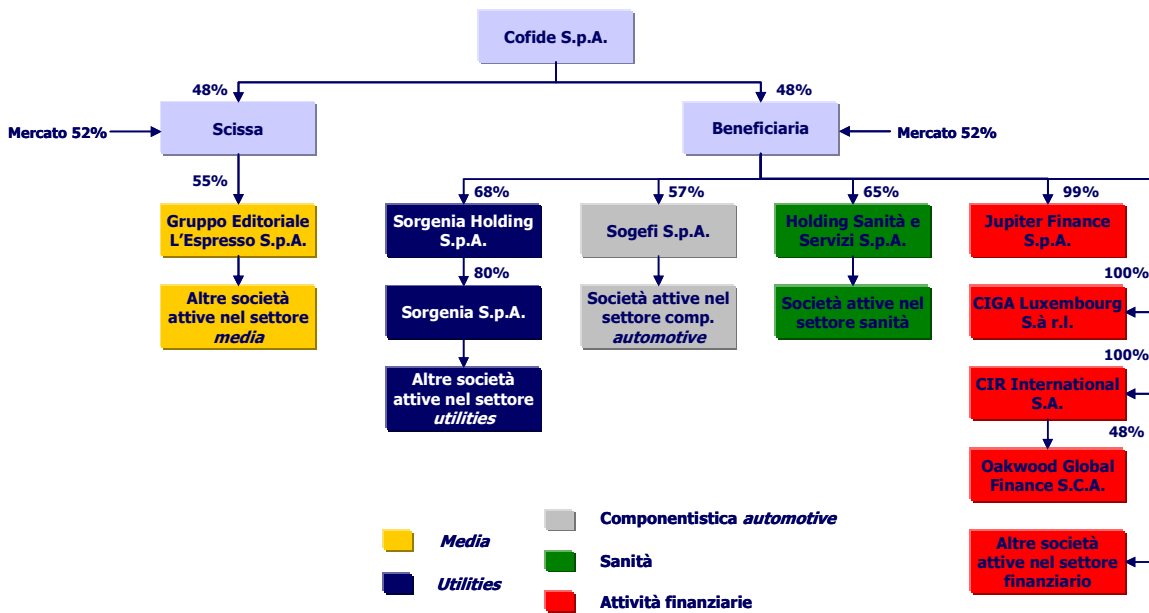 Cofide S.p.A.
48%
48%
Mercato 52%
Scissa
Beneficiaria
Mercato 52%
55%
68%
57%
65%
99%
Gruppo Editoriale
L'Espresso S.p.A.
Sorgenia Holding
S.p.A.
Sogefi S.p.A.
Holding Sanità e
Servizi S.p.A.
Jupiter Finance
S.p.A.
80%
100%
Altre società
attive nel settore
media
Sorgenia S.p.A.
Società attive nel
settore comp.
automotive
Società attive nel
settore sanità
CIGA Luxembourg
S.à r.l.
100%
Altre società
attive nel settore
utilities
CIR International
S.A.
48%
Oakwood Global
Finance S.C.A.
Media
Utilities
Componentistica automotive
Sanità
Attività finanziarie
Altre società
attive nel settore
finanziario